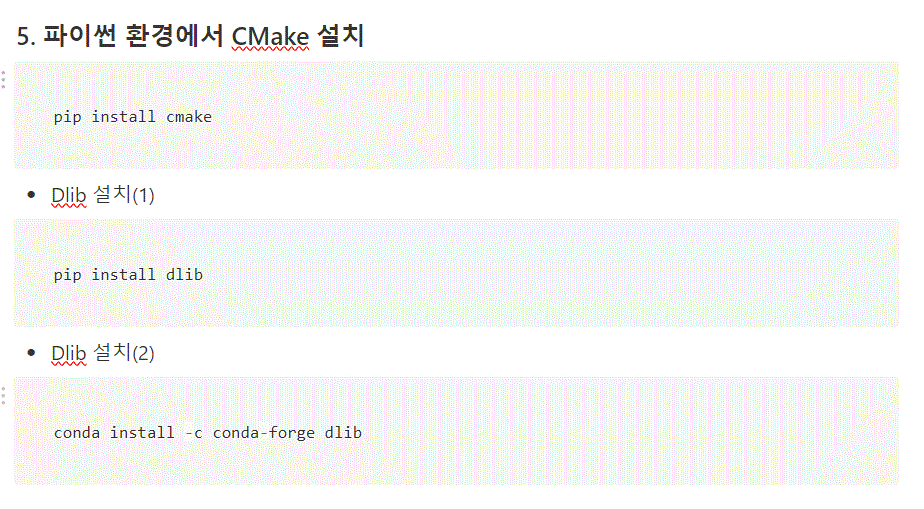 5. 파이썬 환경에서 CMake 설치
pip install cmake
• Dlib 설치(1)
pip install dlib
• Dlib 설치(2)
conda install -c conda-forge dlib